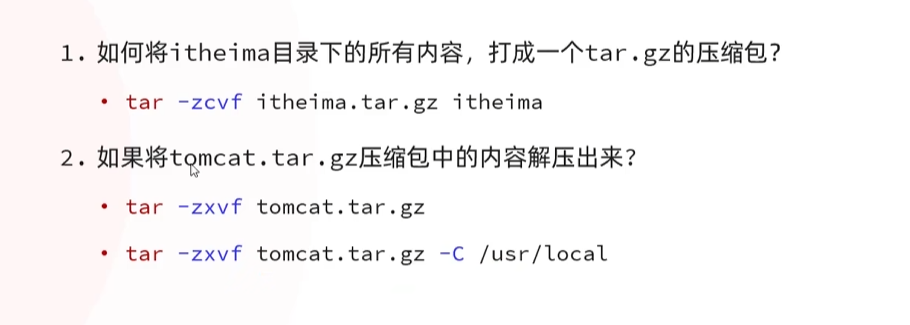 1. 如何将itheima目录下的所有内容，打成一个tar.gz的压缩包？
• tar -zcvf itheima.tar.gz itheima
2. 如果将tomcat.tar.gz压缩包中的内容解压出来？
• tar -zxvf tomcat.tar.gz
• tar -zxvf tomcat.tar.gz -C /usr/local